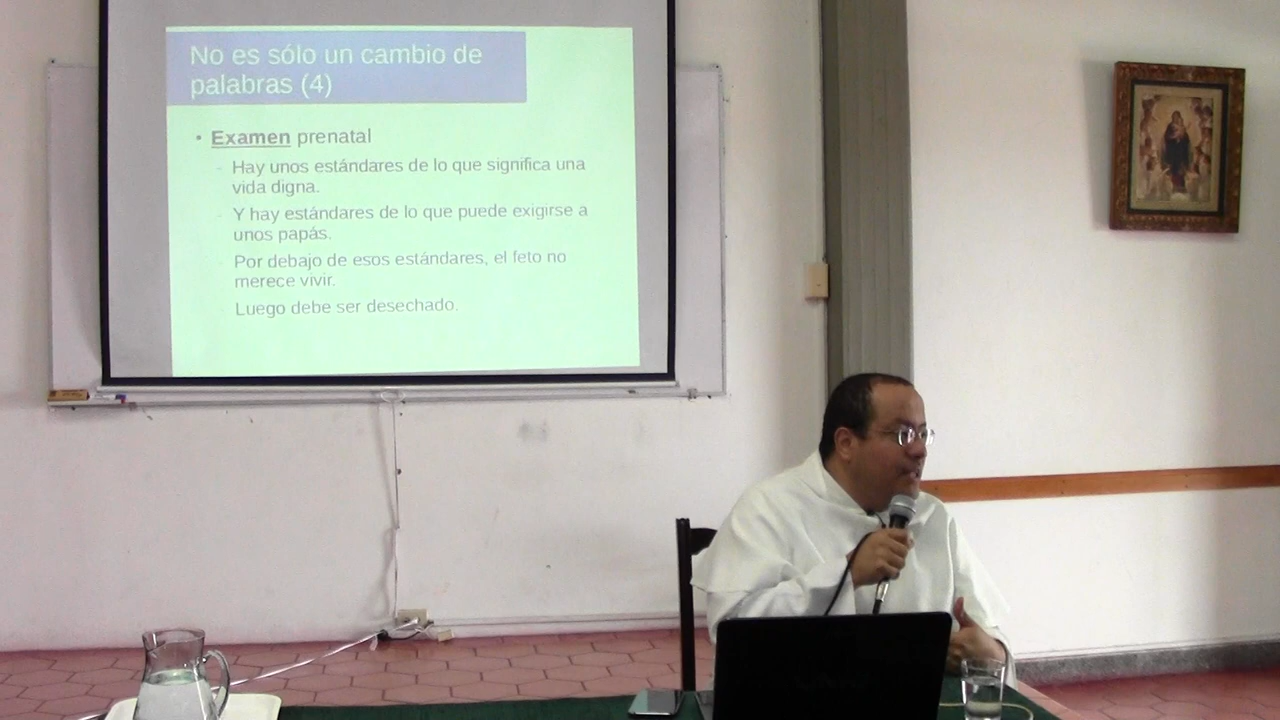 No es sólo un cambio de
palabras (4)
• Examen prenatal
- Hay unos estándares de lo que significa una
vida digna.
- Y hay estándares de lo que puede exigirse a
unos papás.
Por debajo de esos estándares, el feto no
merece vivir.
Luego debe ser desechado.